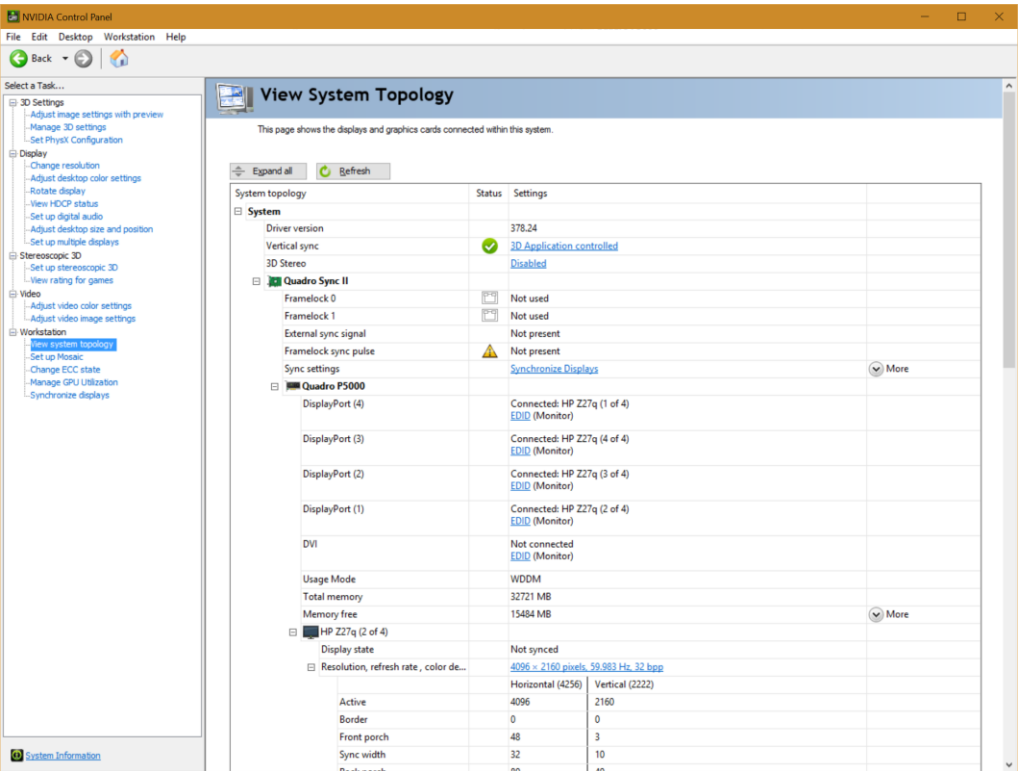 NVIDIA Control Panel
File Edit Desktop Workstation Help
Back
Select a Task...
3D Settings
Adjust image settings with preview
Manage 3D settings
Set PhysX Configuration
Display
Change resolution
Adjust desktop color settings
Rotate display
View HDCP status
Set up digital audio
Adjust desktop size and position
Set up multiple displays
Stereoscopic 3D
Set up stereoscopic 3D
View rating for games
Video
Adjust video color settings
Adjust video image settings
Workstation
View system topology
Set up Mosaic
Change ECC state
Manage GPU Utilization
Synchronize displays
System Information
View System Topology
This page shows the displays and graphics cards connected within this system.
Expand all Refresh
System topology Status Settings
System
Driver version 378.24
Vertical sync 3D Application controlled
3D Stereo Disabled
Quadro Sync II
Framelock 0 Not used
Framelock 1 Not used
External sync signal Not present
Framelock sync pulse Not present
Sync settings Synchronize Displays More
Quadro P5000
DisplayPort (4) Connected: HP Z27q (1 of 4)
EDID (Monitor)
DisplayPort (3) Connected: HP Z27q (4 of 4)
EDID (Monitor)
DisplayPort (2) Connected: HP Z27q (3 of 4)
EDID (Monitor)
DisplayPort (1) Connected: HP Z27q (2 of 4)
EDID (Monitor)
DVI Not connected
EDID (Monitor)
Usage Mode WDDM
Total memory 32721 MB
Memory free 15484 MB More
HP Z27q (2 of 4)
Display state Not synced
Resolution, refresh rate , color de... 4096 × 2160 pixels, 59.983 Hz, 32 bpp
Horizontal (4256) Vertical (2222)
Active 4096 2160
Border 0 0
Front porch 48 3
Sync width 32 10
Back porch 80 49